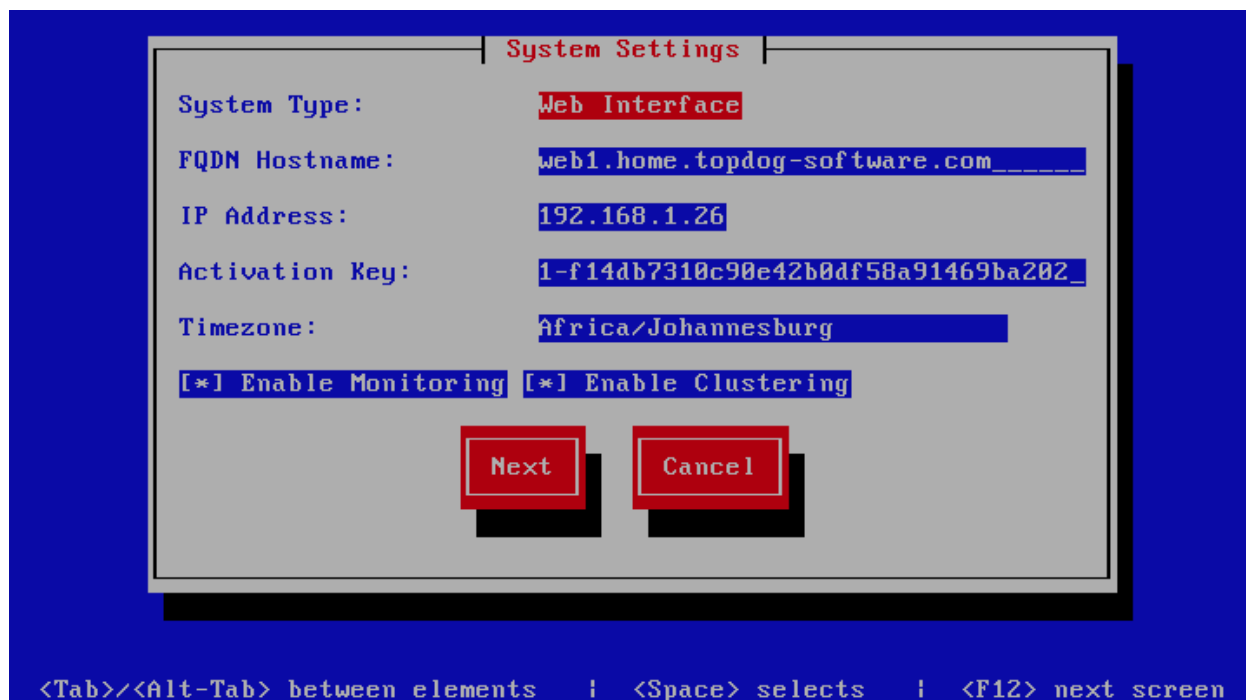 System Settings
System Type: Web Interface
FQDN Hostname: web1.home.topdog-software.com______
IP Address: 192.168.1.26
Activation Key: 1-f14db7310c90e42b0df58a91469ba202_
Timezone: Africa/Johannesburg
[*] Enable Monitoring [*] Enable Clustering
Next Cancel
<Tab>/<Alt-Tab> between elements | <Space> selects | <F12> next screen